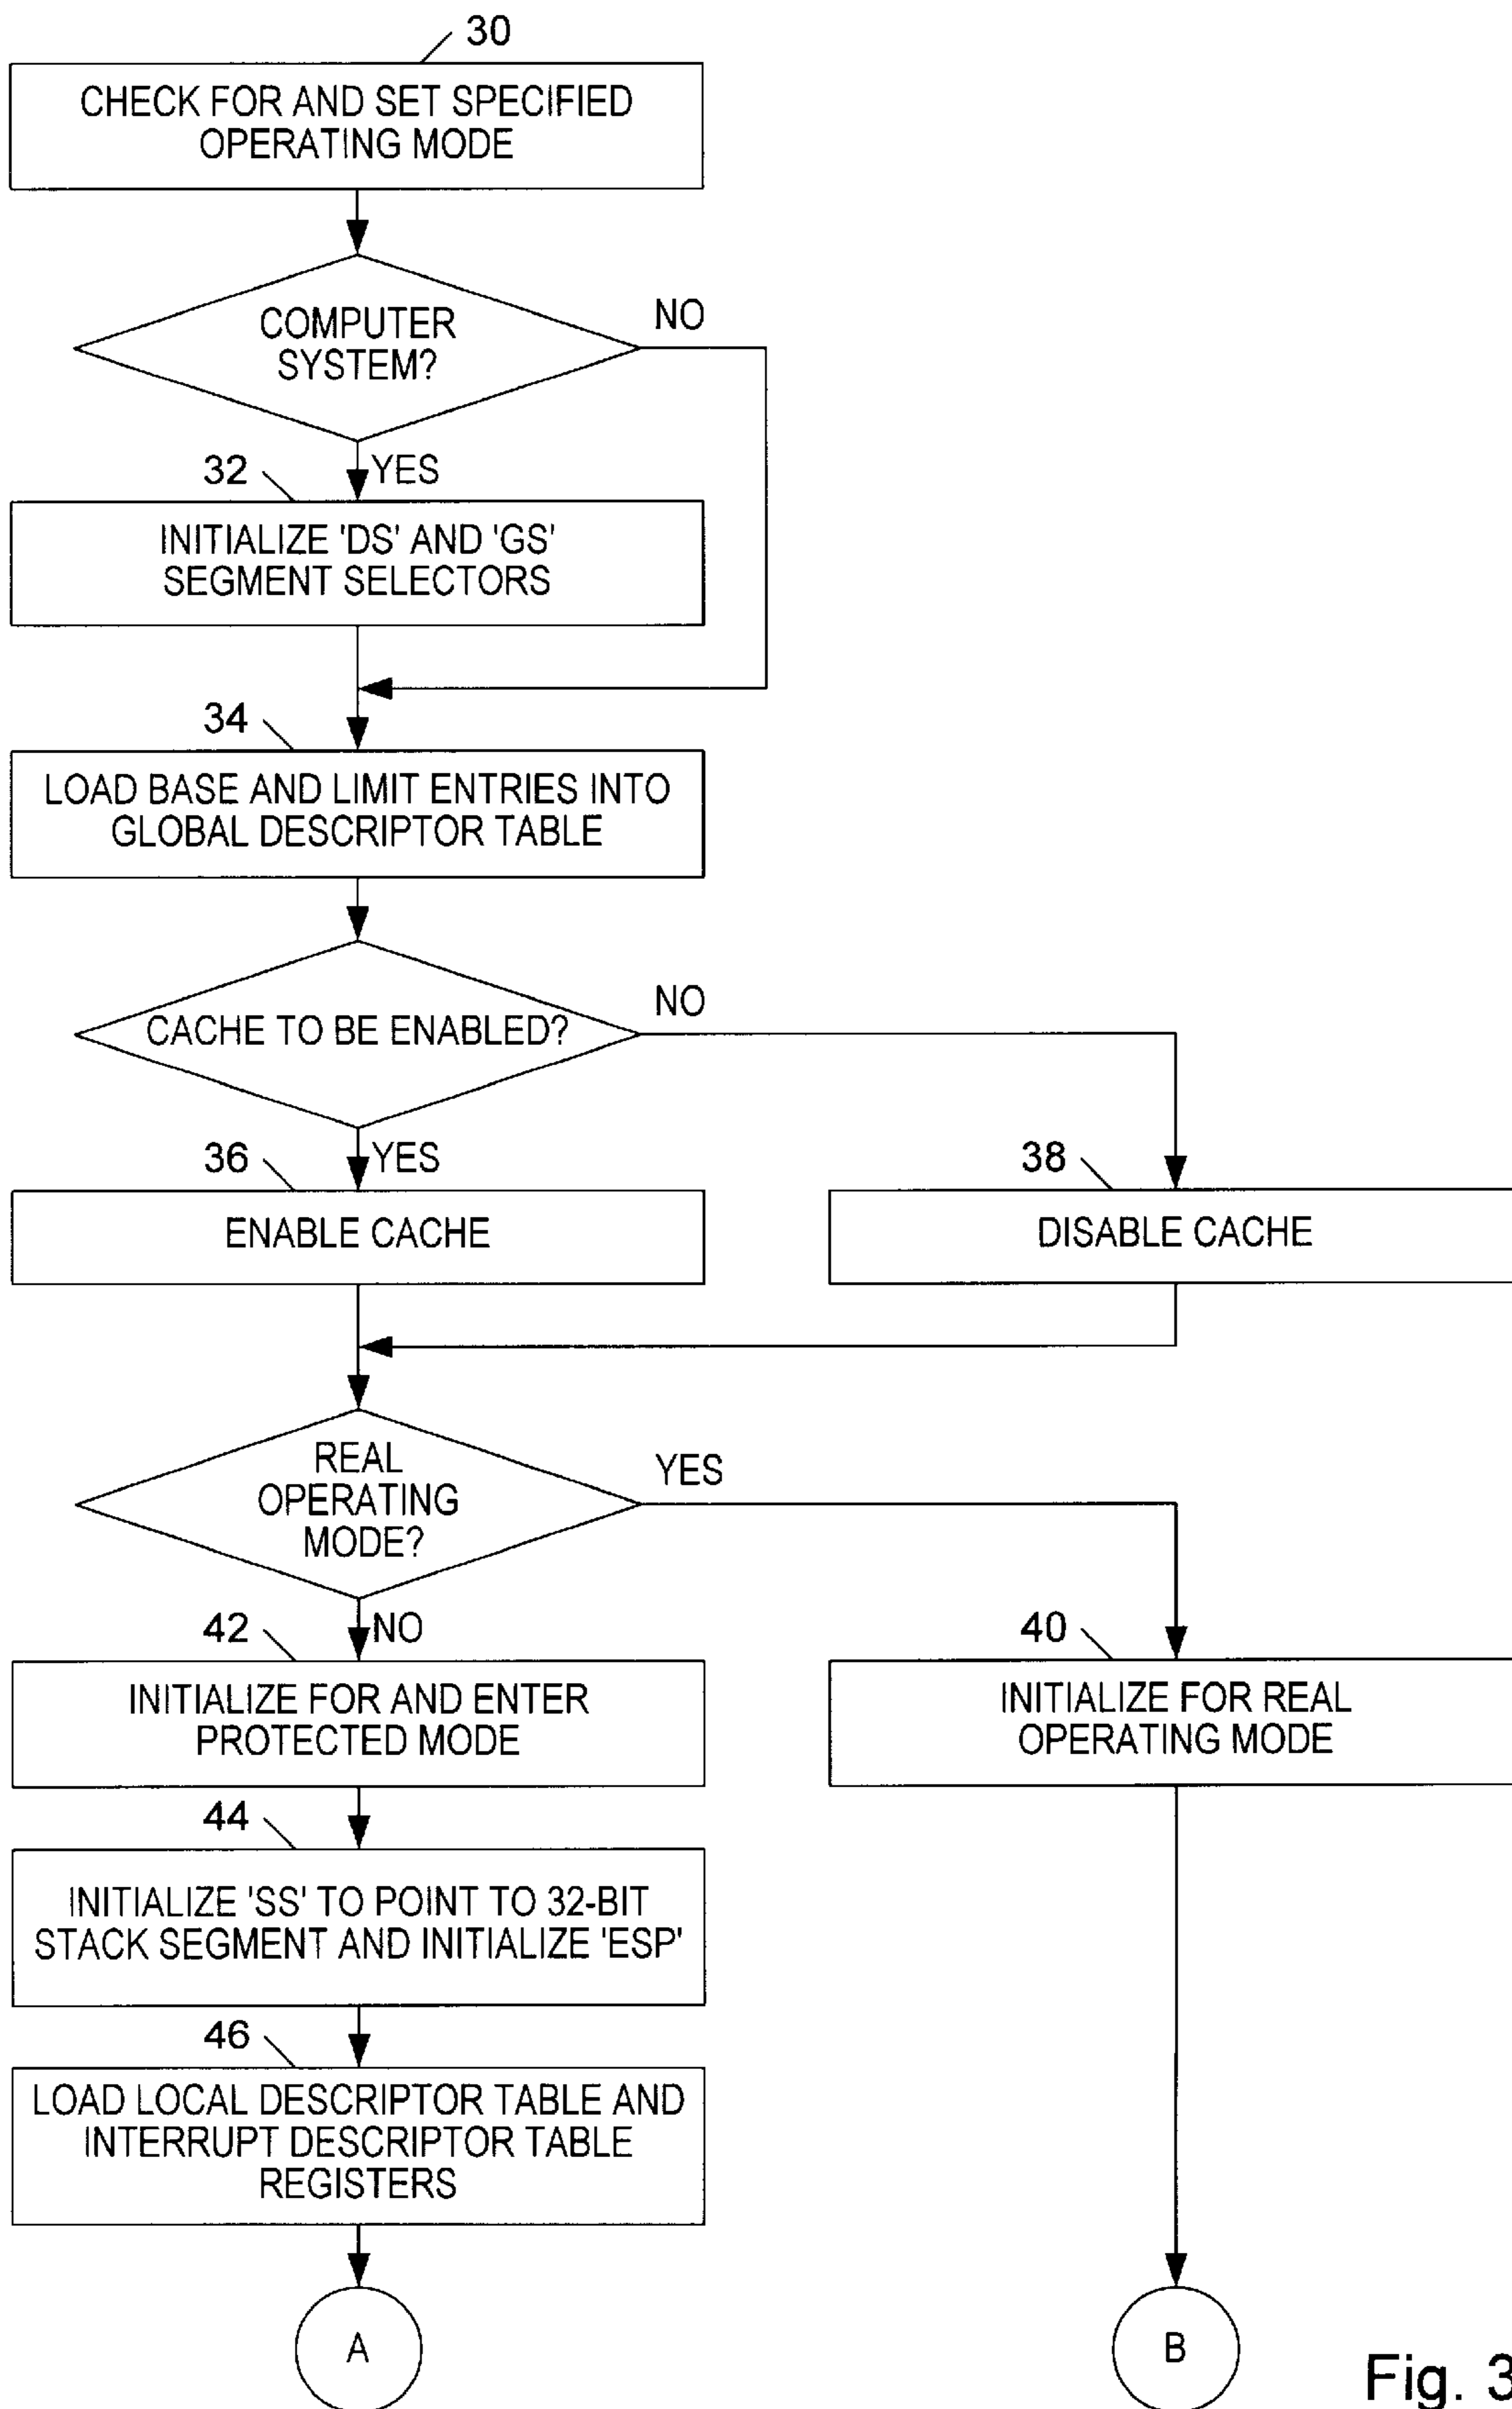 30
CHECK FOR AND SET SPECIFIED
OPERATING MODE
COMPUTER
SYSTEM?
NO
YES
32
INITIALIZE 'DS' AND 'GS'
SEGMENT SELECTORS
34
LOAD BASE AND LIMIT ENTRIES INTO
GLOBAL DESCRIPTOR TABLE
CACHE TO BE ENABLED?
NO
YES
36
ENABLE CACHE
38
DISABLE CACHE
REAL
OPERATING
MODE?
YES
NO
42
INITIALIZE FOR AND ENTER
PROTECTED MODE
40
INITIALIZE FOR REAL
OPERATING MODE
44
INITIALIZE 'SS' TO POINT TO 32-BIT
STACK SEGMENT AND INITIALIZE 'ESP'
46
LOAD LOCAL DESCRIPTOR TABLE AND
INTERRUPT DESCRIPTOR TABLE
REGISTERS
A
B
Fig. 3